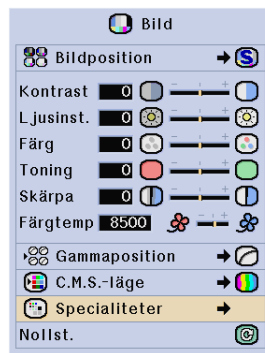 Bild
Bildposition S
Kontrast 0
Ljusinst. 0
Färg 0
Toning 0
Skärpa 0
Färgtemp 8500
Gammaposition
C.M.S.-läge
Specialiteter
Nollst.